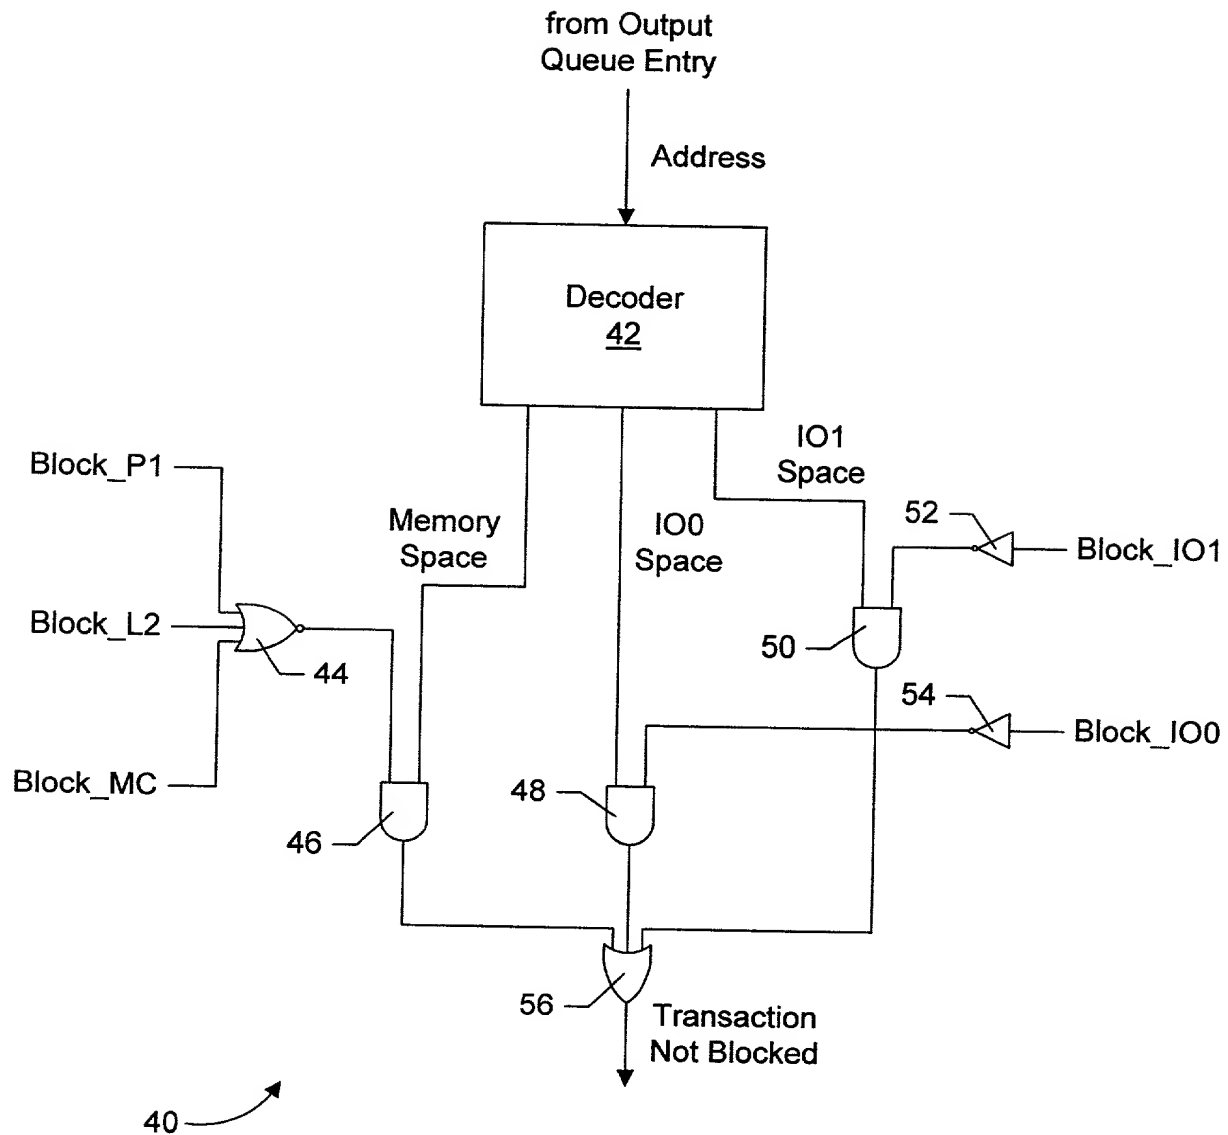 from Output
Queue Entry
Address
Decoder
42
IO1
Space
Block_P1
Memory
Space
IO0
Space
52
Block_IO1
Block_L2
44
50
54
Block_IO0
Block_MC
48
46
56
Transaction
Not Blocked
40